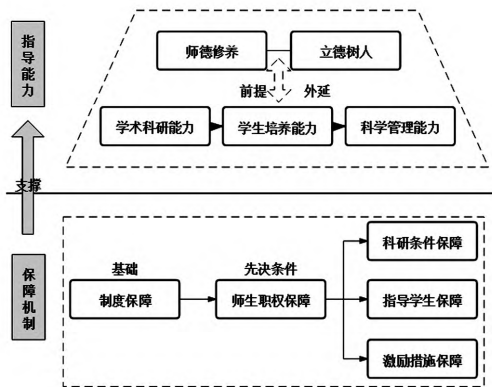 指导能力
师德修养
立德树人
前提
外延
学术科研能力
学生培养能力
科学管理能力
支撑
保障机制
基础
制度保障
先决条件
师生职权保障
科研条件保障
指导学生保障
激励措施保障